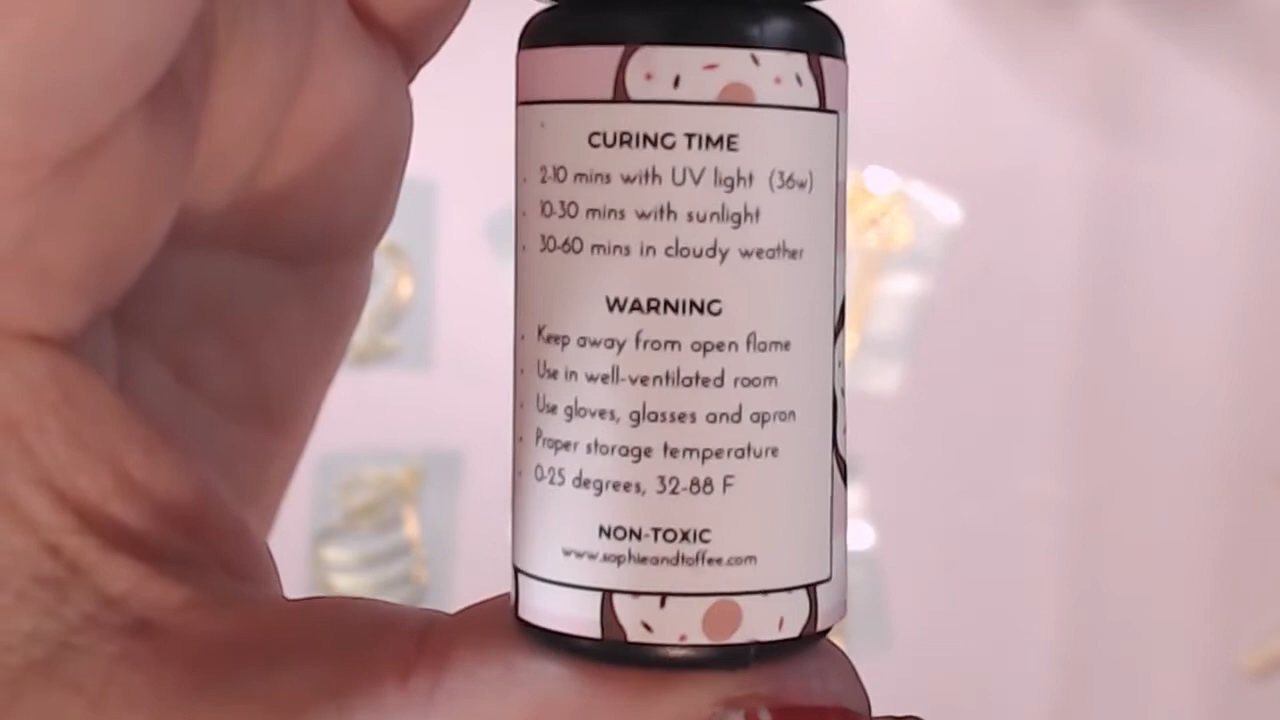 CURING TIME
· 2-10 mins with UV light (36w)
· 10-30 mins with sunlight
· 30-60 mins in cloudy weather
WARNING
· Keep away from open flame
· Use in well-ventilated room
· Use gloves, glasses and apron
· Proper storage temperature
· 0-25 degrees, 32-88 F
NON-TOXIC
www.sophieandtoffee.com